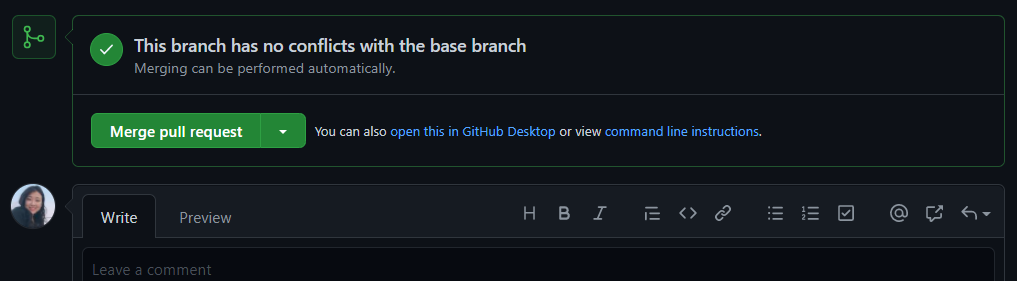 This branch has no conflicts with the base branch
Merging can be performed automatically.
Merge pull request You can also open this in GitHub Desktop or view command line instructions.
Write Preview
Leave a comment